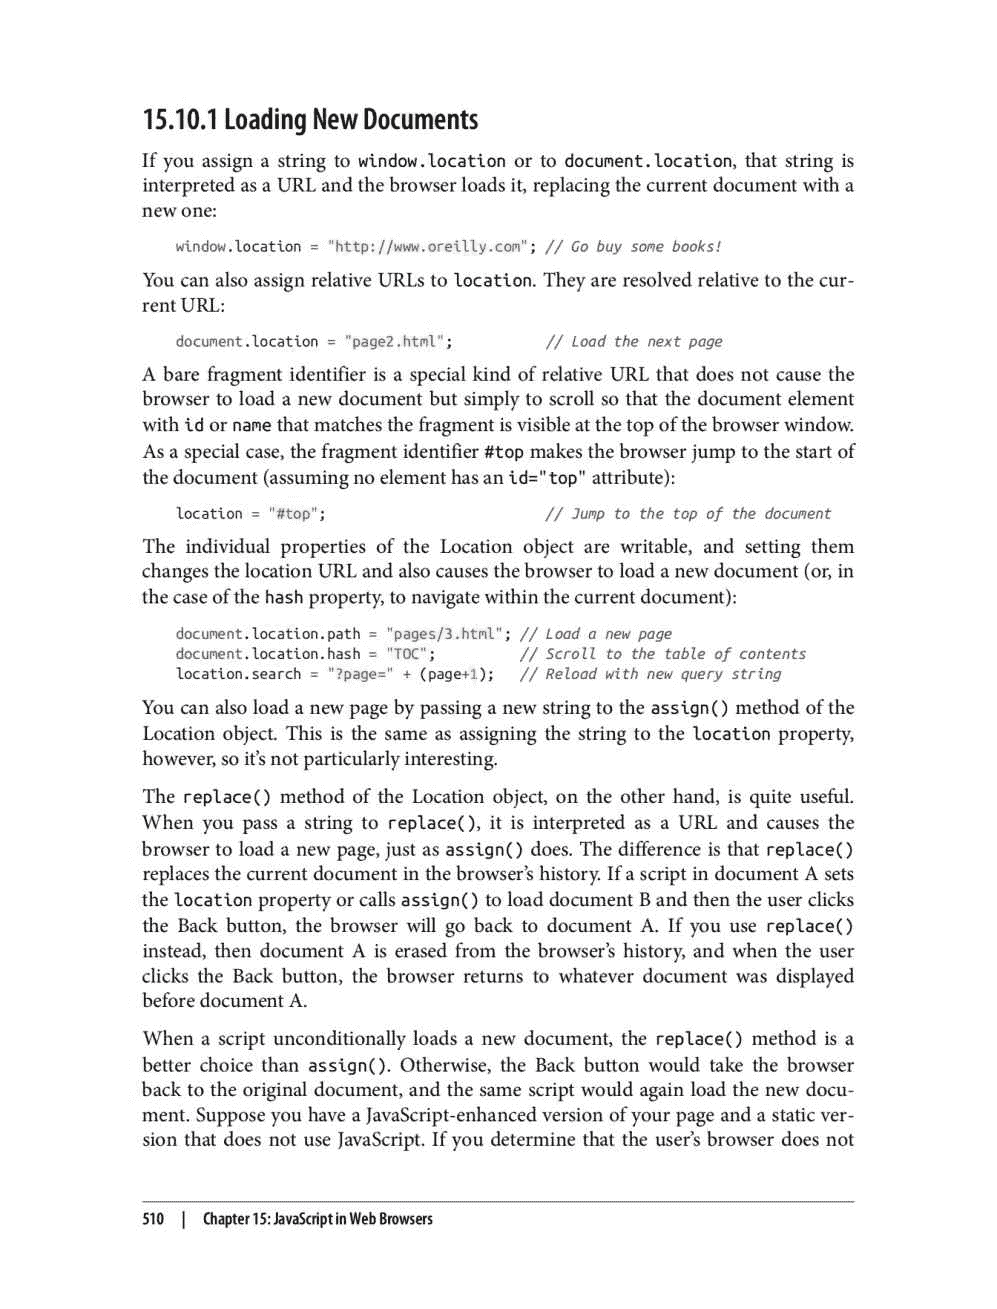 15.10.1 Loading New Documents
If you assign a string to window.location or to document.location, that string is
interpreted as a URL and the browser loads it, replacing the current document with a
new one:
window.location = "http://www.oreilly.com"; // Go buy some books!
You can also assign relative URLs to location. They are resolved relative to the cur-
rent URL:
document.location = "page2.html"; // Load the next page
A bare fragment identifier is a special kind of relative URL that does not cause the
browser to load a new document but simply to scroll so that the document element
with id or name that matches the fragment is visible at the top of the browser window.
As a special case, the fragment identifier #top makes the browser jump to the start of
the document (assuming no element has an id="top" attribute):
location = "#top"; // Jump to the top of the document
The individual properties of the Location object are writable, and setting them
changes the location URL and also causes the browser to load a new document (or, in
the case of the hash property, to navigate within the current document):
document.location.path = "pages/3.html"; // Load a new page
document.location.hash = "TOC"; // Scroll to the table of contents
location.search = "?page=" + (page+1); // Reload with new query string
You can also load a new page by passing a new string to the assign() method of the
Location object. This is the same as assigning the string to the location property,
however, so it's not particularly interesting.
The replace() method of the Location object, on the other hand, is quite useful.
When you pass a string to replace(), it is interpreted as a URL and causes the
browser to load a new page, just as assign() does. The difference is that replace()
replaces the current document in the browser's history. If a script in document A sets
the location property or calls assign() to load document B and then the user clicks
the Back button, the browser will go back to document A. If you use replace()
instead, then document A is erased from the browser's history, and when the user
clicks the Back button, the browser returns to whatever document was displayed
before document A.
When a script unconditionally loads a new document, the replace() method is a
better choice than assign(). Otherwise, the Back button would take the browser
back to the original document, and the same script would again load the new docu-
ment. Suppose you have a JavaScript-enhanced version of your page and a static ver-
sion that does not use JavaScript. If you determine that the user's browser does not
510 | Chapter 15: JavaScript in Web Browsers